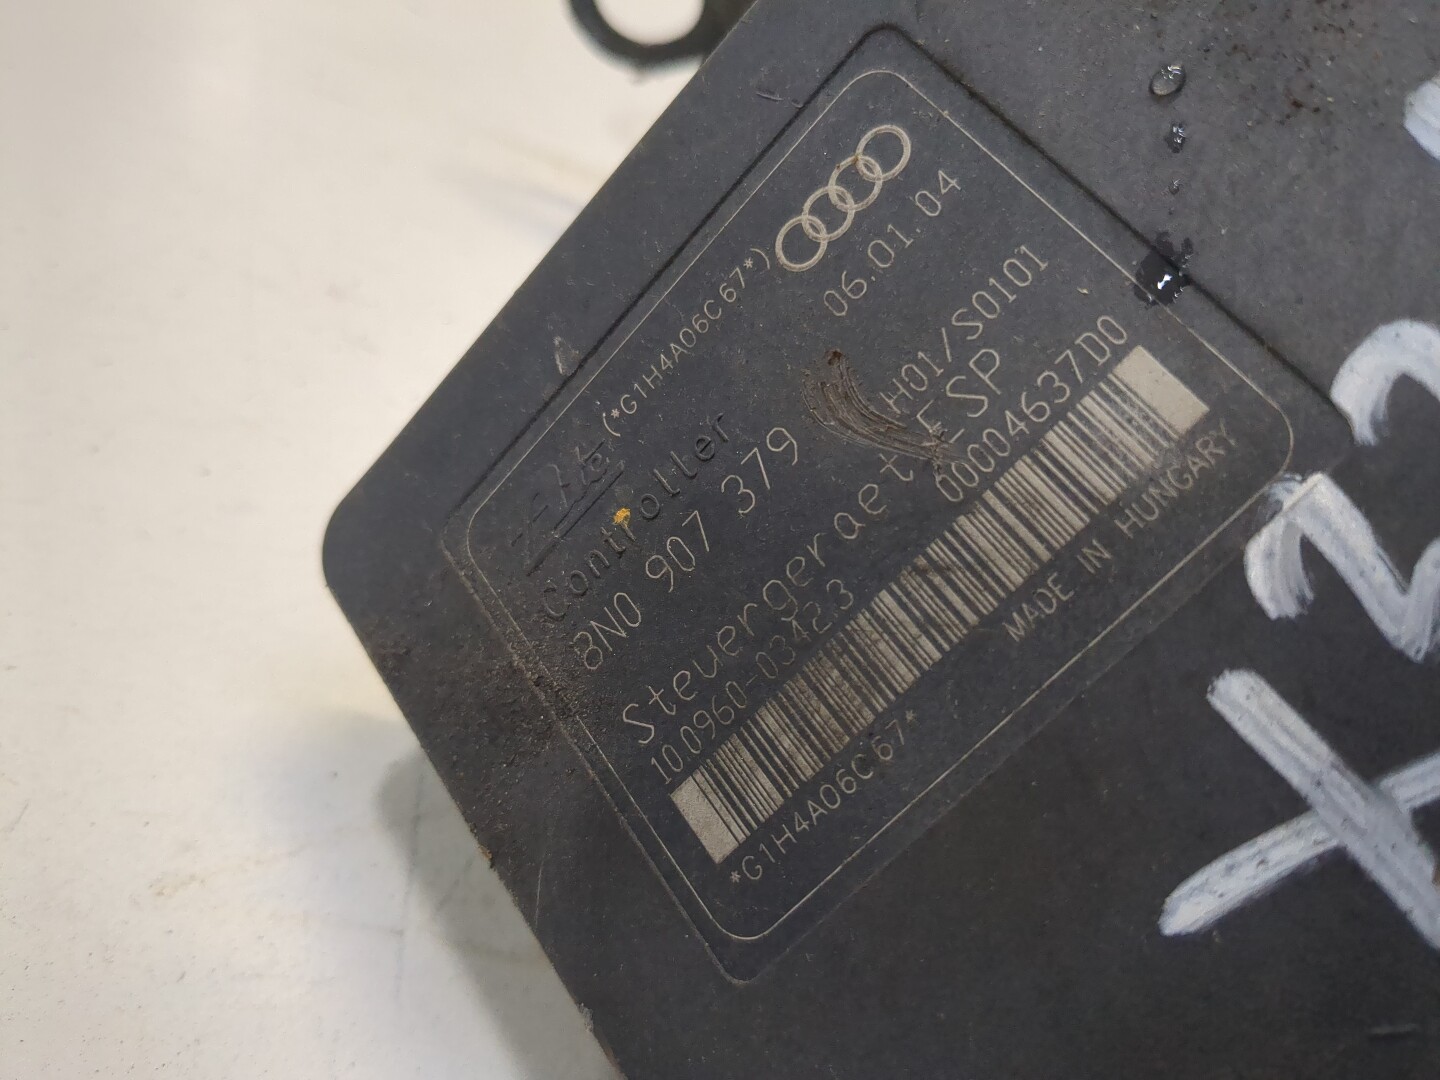 Ate (*G1H4A06C67*)
Controller 06.01.04
8N0 907 379 H01/S0101
Steuergeraet ESP
10.0960-0342.3 00004637D0
*G1H4A06C67* MADE IN HUNGARY